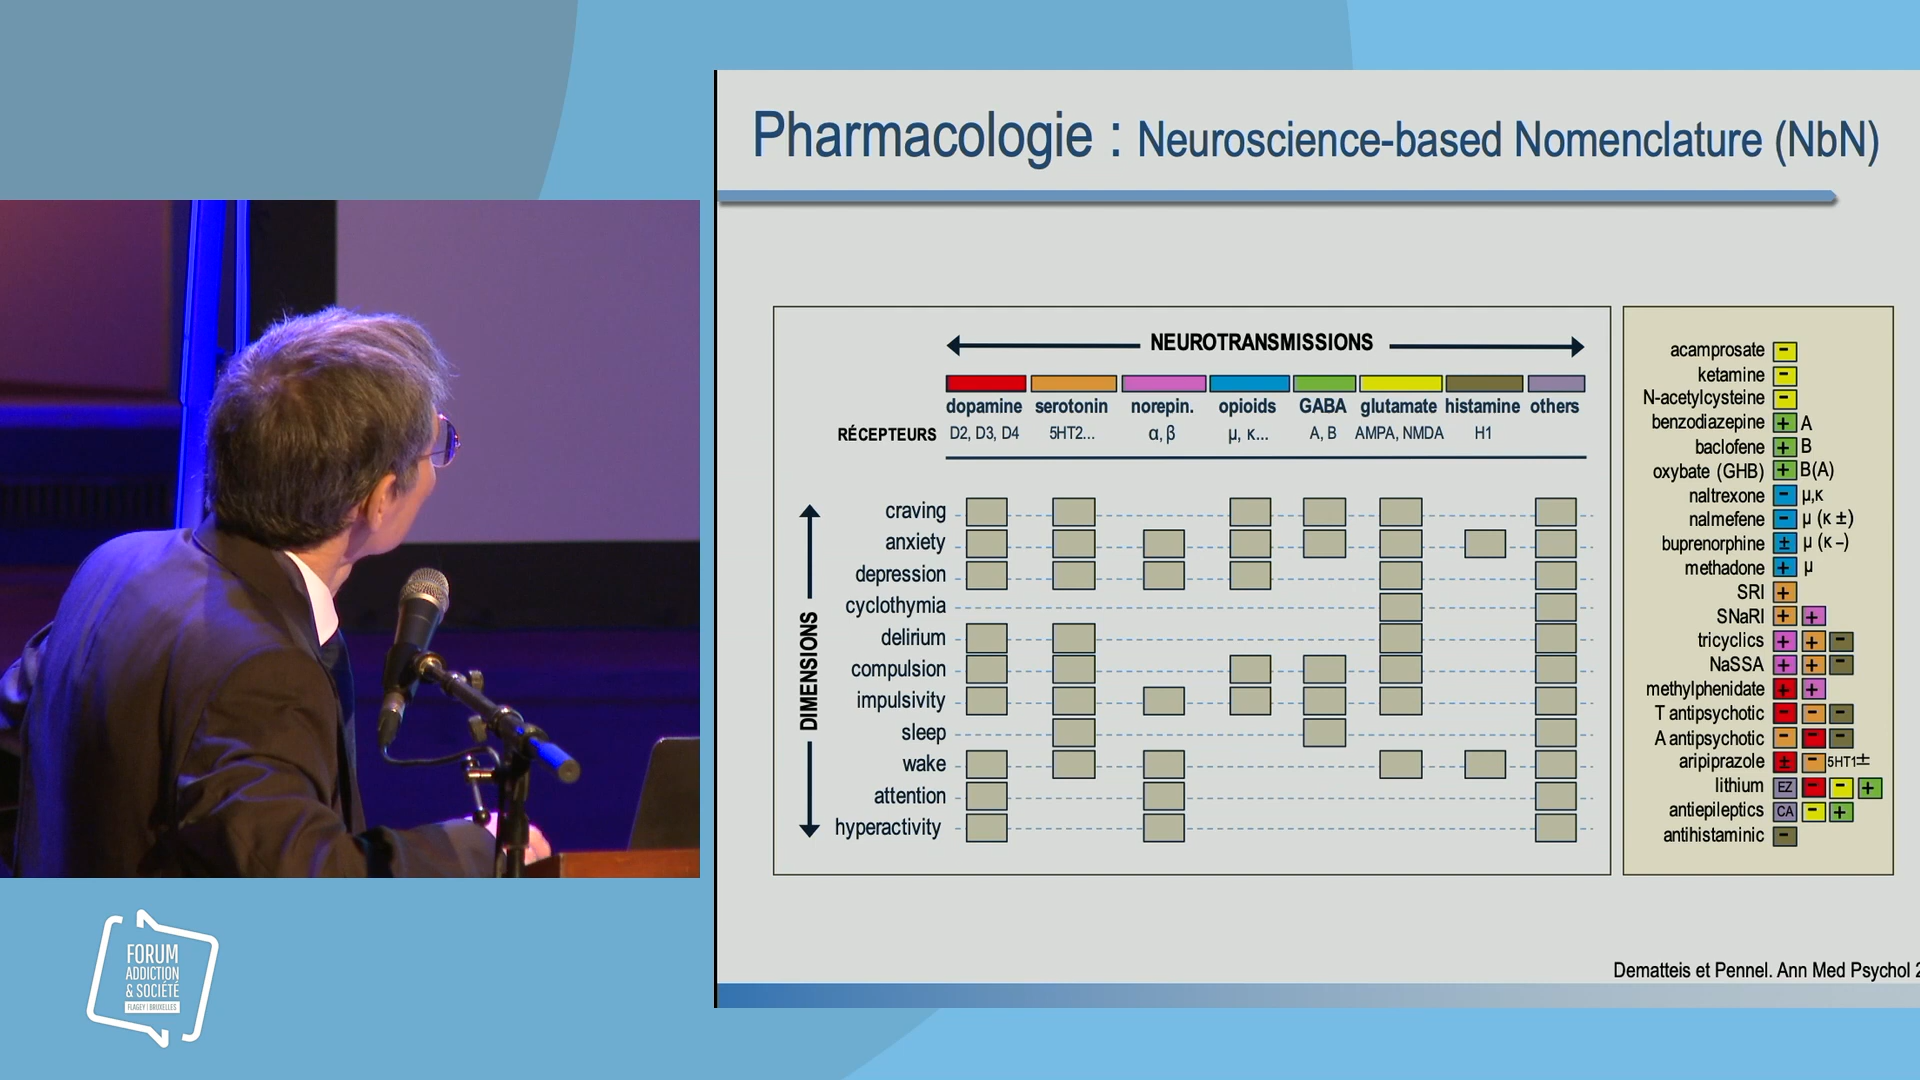 Pharmacologie : Neuroscience-based Nomenclature (NbN)
NEUROTRANSMISSIONS
dopamine serotonin norepin. opioids GABA glutamate histamine others
RÉCEPTEURS D2, D3, D4 5HT2... α, β μ, κ... A, B AMPA, NMDA H1
DIMENSIONS
craving
anxiety
depression
cyclothymia
delirium
compulsion
impulsivity
sleep
wake
attention
hyperactivity
acamprosate -
ketamine -
N-acetylcysteine -
benzodiazepine + A
baclofene + B
oxybate (GHB) + B(A)
naltrexone - μ,κ
nalmefene - μ (κ ±)
buprenorphine ± μ (κ –)
methadone + μ
SRI +
SNaRI + +
tricyclics + + -
NaSSA + + -
methylphenidate + +
T antipsychotic - - -
A antipsychotic - - -
aripiprazole ± - 5HT1±
lithium EZ - - +
antiepileptics CA - +
antihistaminic -
Dematteis et Pennel. Ann Med Psychol 2
FORUM
ADDICTION
& SOCIÉTÉ
FLAGEY | BRUXELLES